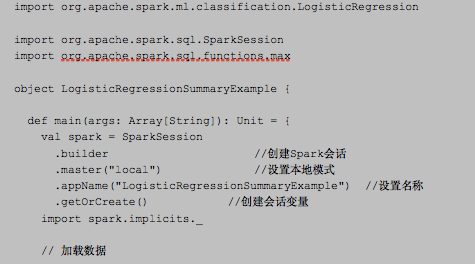 import org.apache.spark.ml.classification.LogisticRegression
import org.apache.spark.sql.SparkSession
import org.apache.spark.sql.functions.max
object LogisticRegressionSummaryExample {
def main(args: Array[String]): Unit = {
val spark = SparkSession
.builder //创建Spark会话
.master("local") //设置本地模式
.appName("LogisticRegressionSummaryExample") //设置名称
.getOrCreate() //创建会话变量
import spark.implicits._
// 加载数据